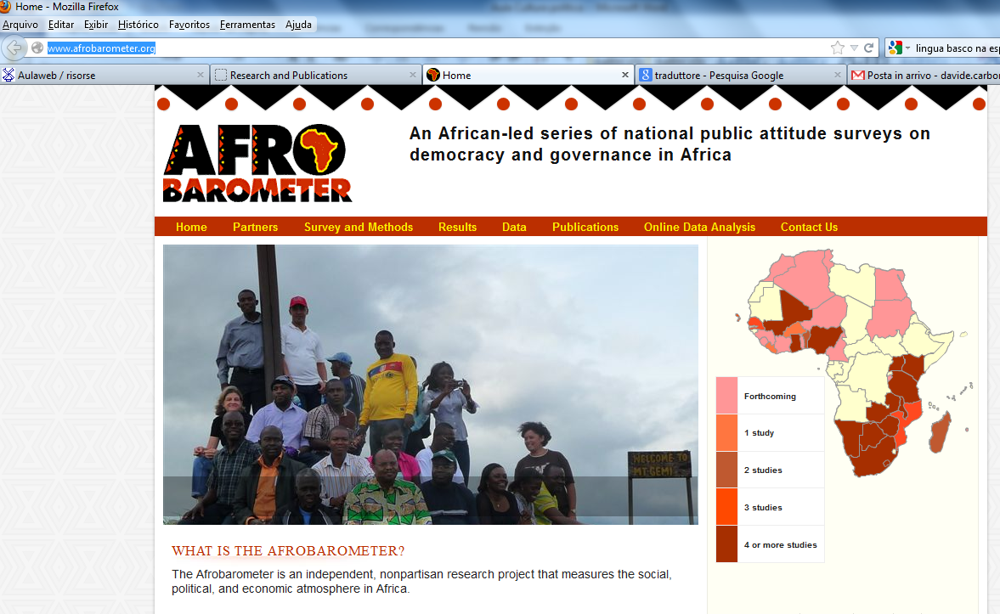 Home - Mozilla Firefox
Arquivo Editar Exibir Histórico Favoritos Ferramentas Ajuda
www.afrobarometer.org
lingua basco na esp
Aulaweb / risorse
Research and Publications
Home
traduttore - Pesquisa Google
Posta in arrivo - davide.carbon
AFRO
BAROMETER
An African-led series of national public attitude surveys on
democracy and governance in Africa
Home Partners Survey and Methods Results Data Publications Online Data Analysis Contact Us
WELCOME TO
MT-GEMI
Forthcoming
1 study
2 studies
3 studies
4 or more studies
WHAT IS THE AFROBAROMETER?
The Afrobarometer is an independent, nonpartisan research project that measures the social,
political, and economic atmosphere in Africa.